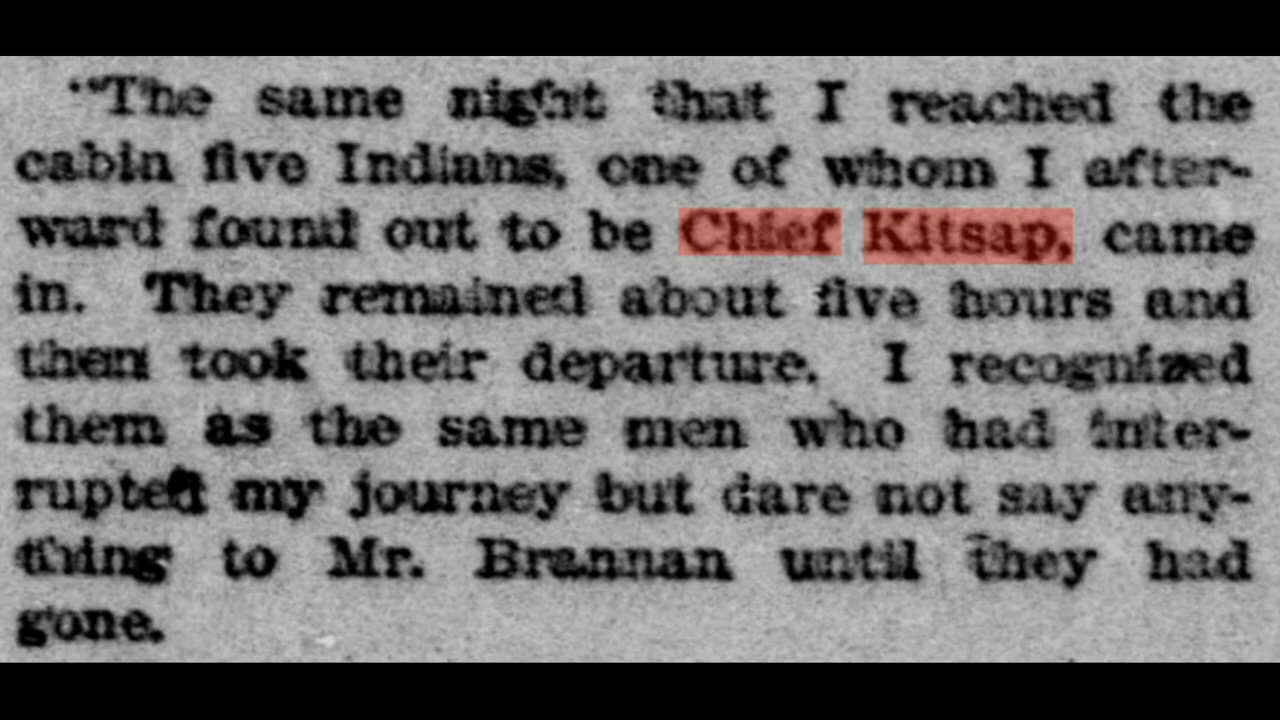 "The same night that I reached the
cabin five Indians, one of whom I after-
ward found out to be Chief Kitsap, came
in. They remained about five hours and
then took their departure. I recognized
them as the same men who had inter-
rupted my journey but dare not say any-
thing to Mr. Brannan until they had
gone.